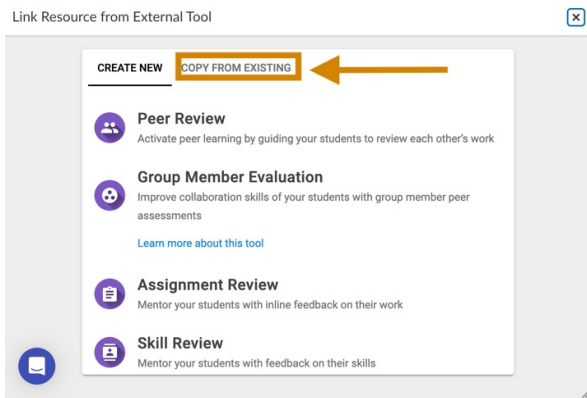 Link Resource from External Tool
CREATE NEW
COPY FROM EXISTING
Peer Review
Activate peer learning by guiding your students to review each other's work
Group Member Evaluation
Improve collaboration skills of your students with group member peer
assessments
Learn more about this tool
Assignment Review
Mentor your students with inline feedback on their work
Skill Review
Mentor your students with feedback on their skills